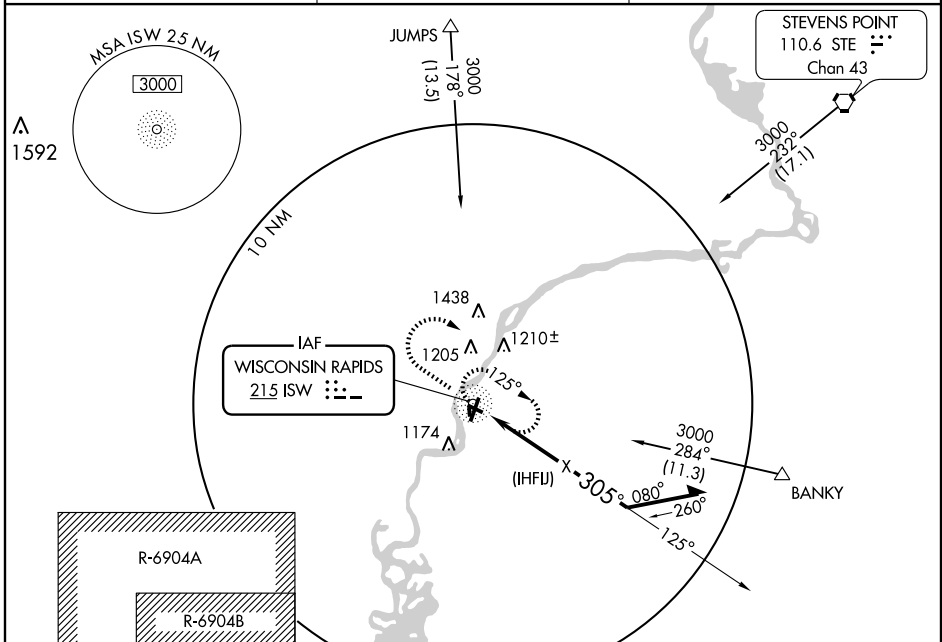 MSA ISW 25 NM
3000
1592
JUMPS
3000
178°
(13.5)
STEVENS POINT
110.6 STE
Chan 43
3000
232°
(17.1)
10 NM
1438
1205
1210±
IAF
WISCONSIN RAPIDS
215 ISW
125°
1174
(IHFIJ)
305°
080°
260°
125°
3000
284°
(11.3)
BANKY
R-6904A
R-6904B